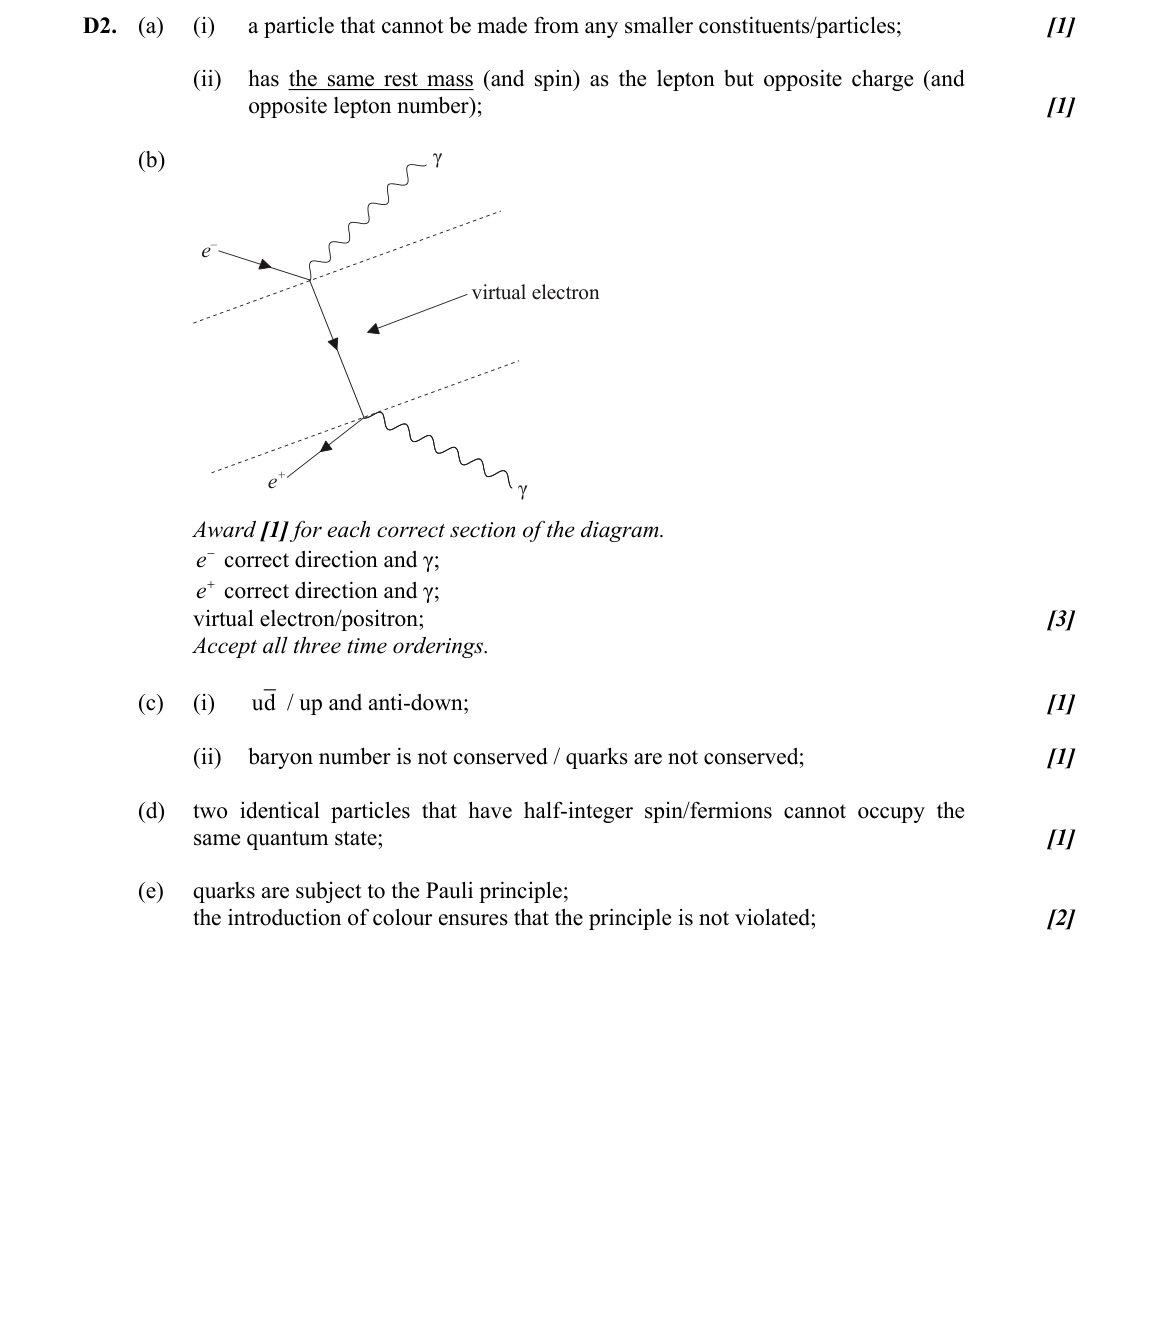 D2. (a) (i) a particle that cannot be made from any smaller constituents/particles; [1]
(ii) has the same rest mass (and spin) as the lepton but opposite charge (and
opposite lepton number); [1]
(b)
γ
e⁻
virtual electron
e⁺
γ
Award [1] for each correct section of the diagram.
e⁻ correct direction and γ;
e⁺ correct direction and γ;
virtual electron/positron; [3]
Accept all three time orderings.
(c) (i) ud̅ / up and anti-down; [1]
(ii) baryon number is not conserved / quarks are not conserved; [1]
(d) two identical particles that have half-integer spin/fermions cannot occupy the
same quantum state; [1]
(e) quarks are subject to the Pauli principle;
the introduction of colour ensures that the principle is not violated; [2]